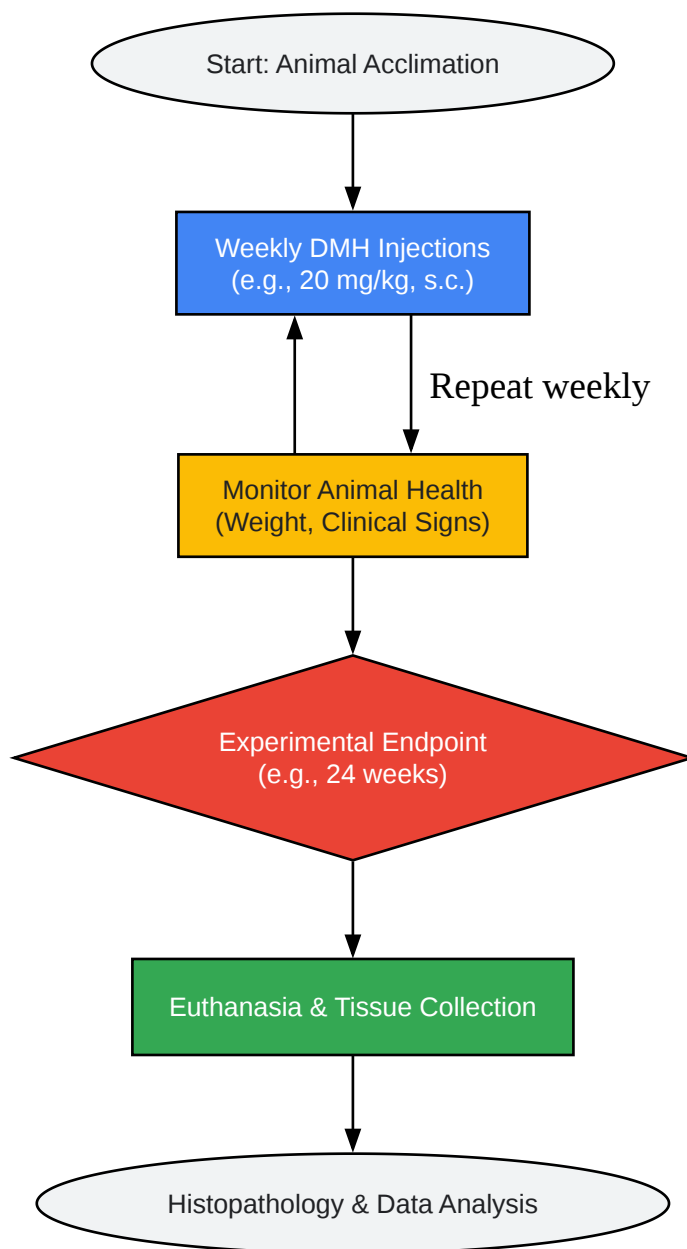 Start: Animal Acclimation
Weekly DMH Injections
(e.g., 20 mg/kg, s.c.)
Repeat weekly
Monitor Animal Health
(Weight, Clinical Signs)
Experimental Endpoint
(e.g., 24 weeks)
Euthanasia & Tissue Collection
Histopathology & Data Analysis